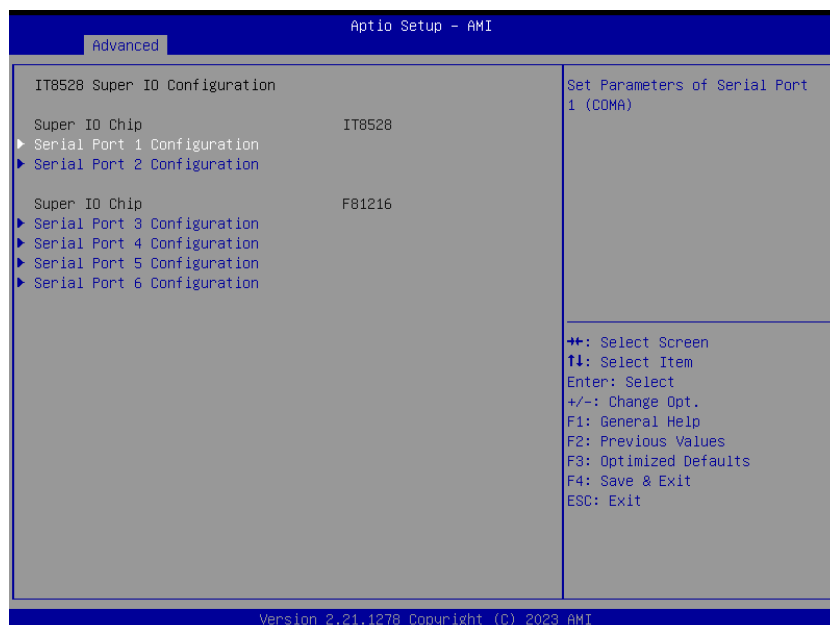 Aptio Setup – AMI
Advanced
IT8528 Super IO Configuration
Super IO Chip IT8528
▶ Serial Port 1 Configuration
▶ Serial Port 2 Configuration
Super IO Chip F81216
▶ Serial Port 3 Configuration
▶ Serial Port 4 Configuration
▶ Serial Port 5 Configuration
▶ Serial Port 6 Configuration
Set Parameters of Serial Port
1 (COMA)
→←: Select Screen
↑↓: Select Item
Enter: Select
+/-: Change Opt.
F1: General Help
F2: Previous Values
F3: Optimized Defaults
F4: Save & Exit
ESC: Exit
Version 2.21.1278 Copyright (C) 2023 AMI